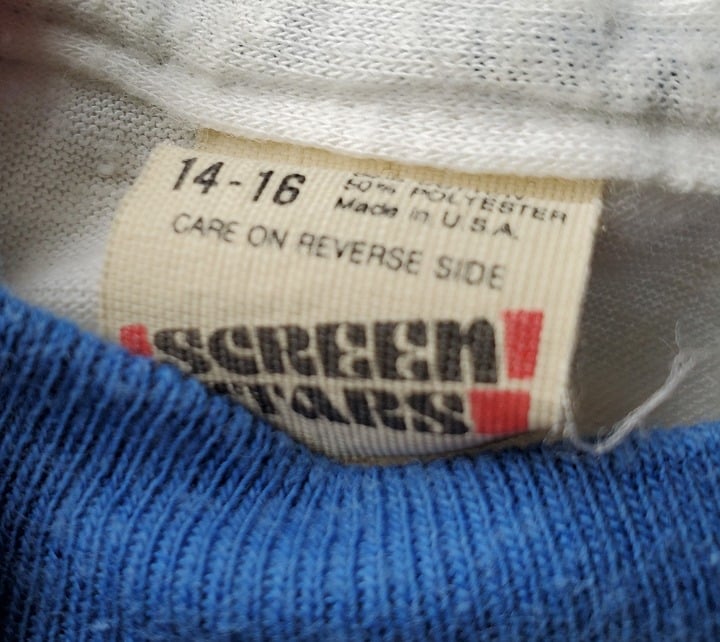 14-16
50% POLYESTER
Made in U.S.A.
CARE ON REVERSE SIDE
SCREEN
STARS